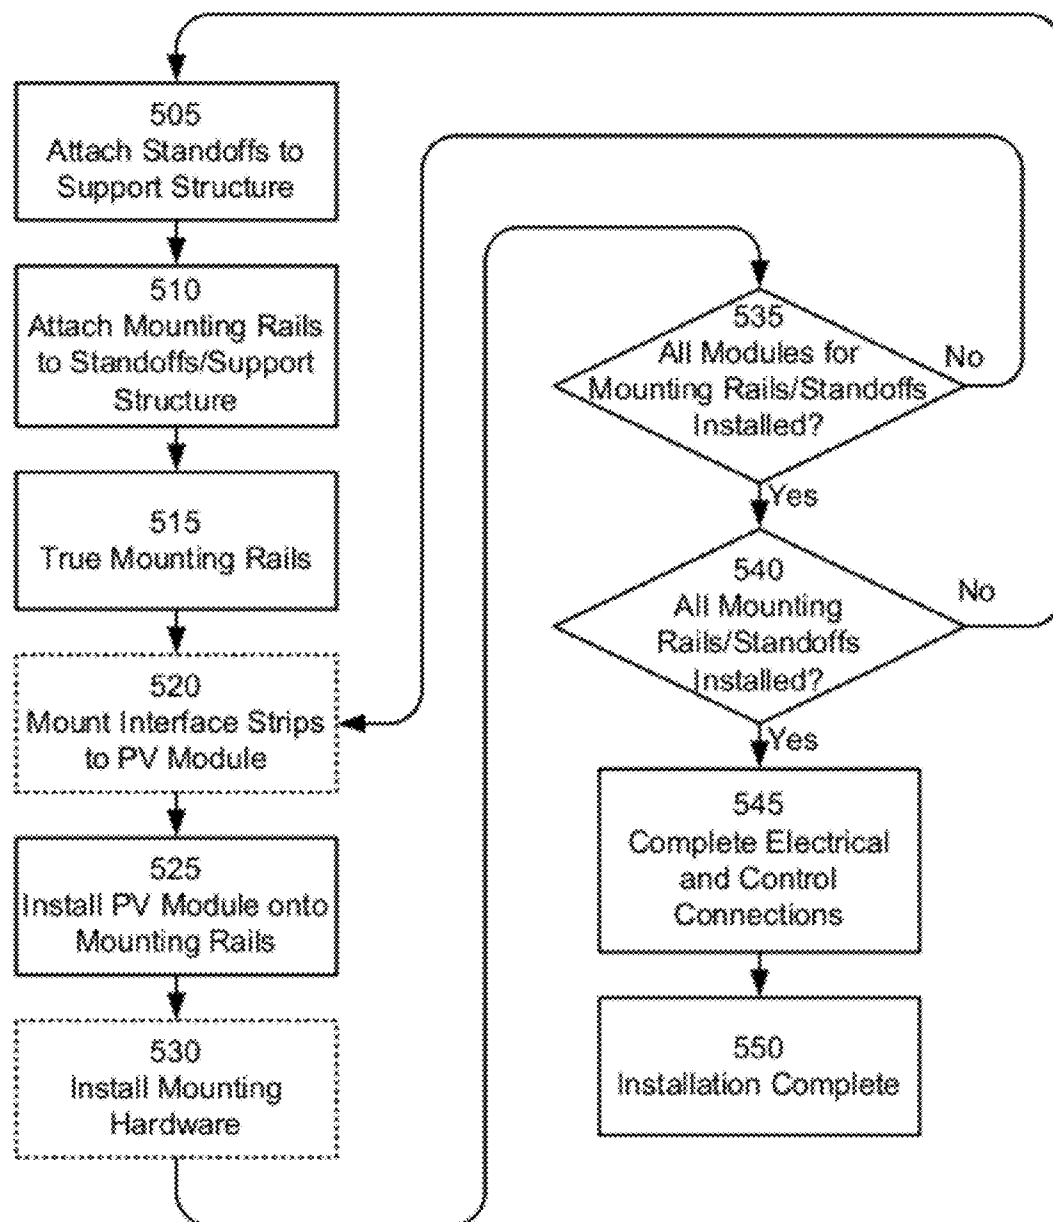 505
Attach Standoffs to
Support Structure
510
Attach Mounting Rails
to Standoffs/Support
Structure
515
True Mounting Rails
520
Mount Interface Strips
to PV Module
525
Install PV Module onto
Mounting Rails
530
Install Mounting
Hardware
535
All Modules for
Mounting Rails/Standoffs
Installed?
No
Yes
540
All Mounting
Rails/Standoffs
Installed?
No
Yes
545
Complete Electrical
and Control
Connections
550
Installation Complete